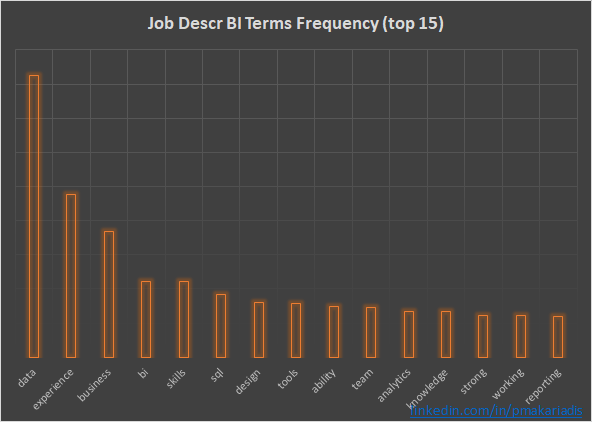 Job Descr BI Terms Frequency (top 15)
data
experience
business
bi
skills
sql
design
tools
ability
team
analytics
knowledge
strong
working
reporting
linkedin.com/in/pmakariadis